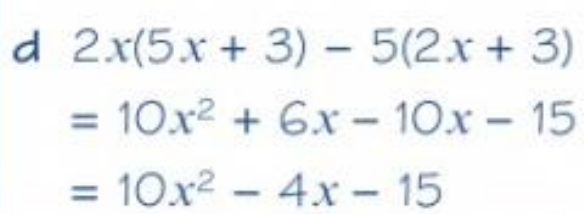 d 2x(5x + 3) − 5(2x + 3)
= 10x² + 6x − 10x − 15
= 10x² − 4x − 15